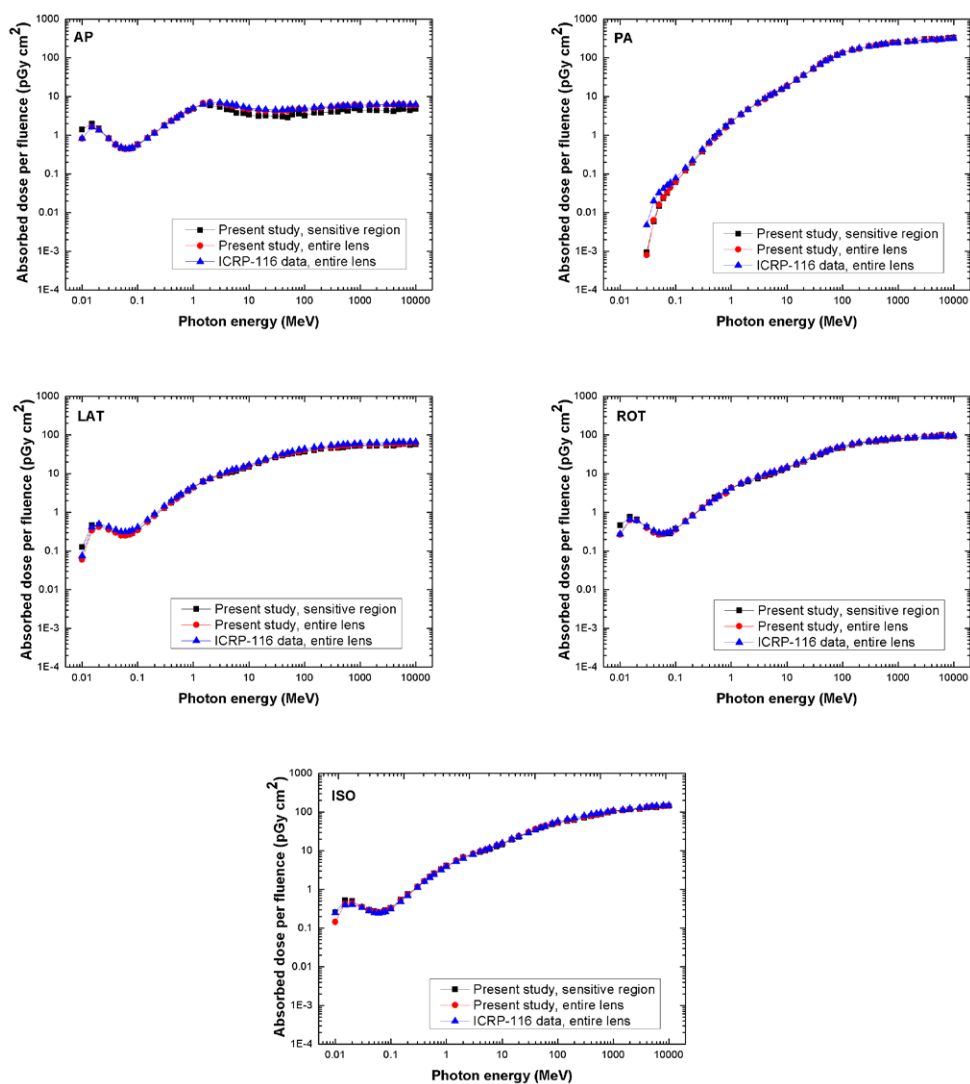 AP
Absorbed dose per fluence (pGy cm²)
1000
100
10
1
0.1
0.01
1E-3
1E-4
Present study, sensitive region
Present study, entire lens
ICRP-116 data, entire lens
0.01 0.1 1 10 100 1000 10000
Photon energy (MeV)
PA
Absorbed dose per fluence (pGy cm²)
1000
100
10
1
0.1
0.01
1E-3
1E-4
Present study, sensitive region
Present study, entire lens
ICRP-116 data, entire lens
0.01 0.1 1 10 100 1000 10000
Photon energy (MeV)
LAT
Absorbed dose per fluence (pGy cm²)
1000
100
10
1
0.1
0.01
1E-3
1E-4
Present study, sensitive region
Present study, entire lens
ICRP-116 data, entire lens
0.01 0.1 1 10 100 1000 10000
Photon energy (MeV)
ROT
Absorbed dose per fluence (pGy cm²)
1000
100
10
1
0.1
0.01
1E-3
1E-4
Present study, sensitive region
Present study, entire lens
ICRP-116 data, entire lens
0.01 0.1 1 10 100 1000 10000
Photon energy (MeV)
ISO
Absorbed dose per fluence (pGy cm²)
1000
100
10
1
0.1
0.01
1E-3
1E-4
Present study, sensitive region
Present study, entire lens
ICRP-116 data, entire lens
0.01 0.1 1 10 100 1000 10000
Photon energy (MeV)